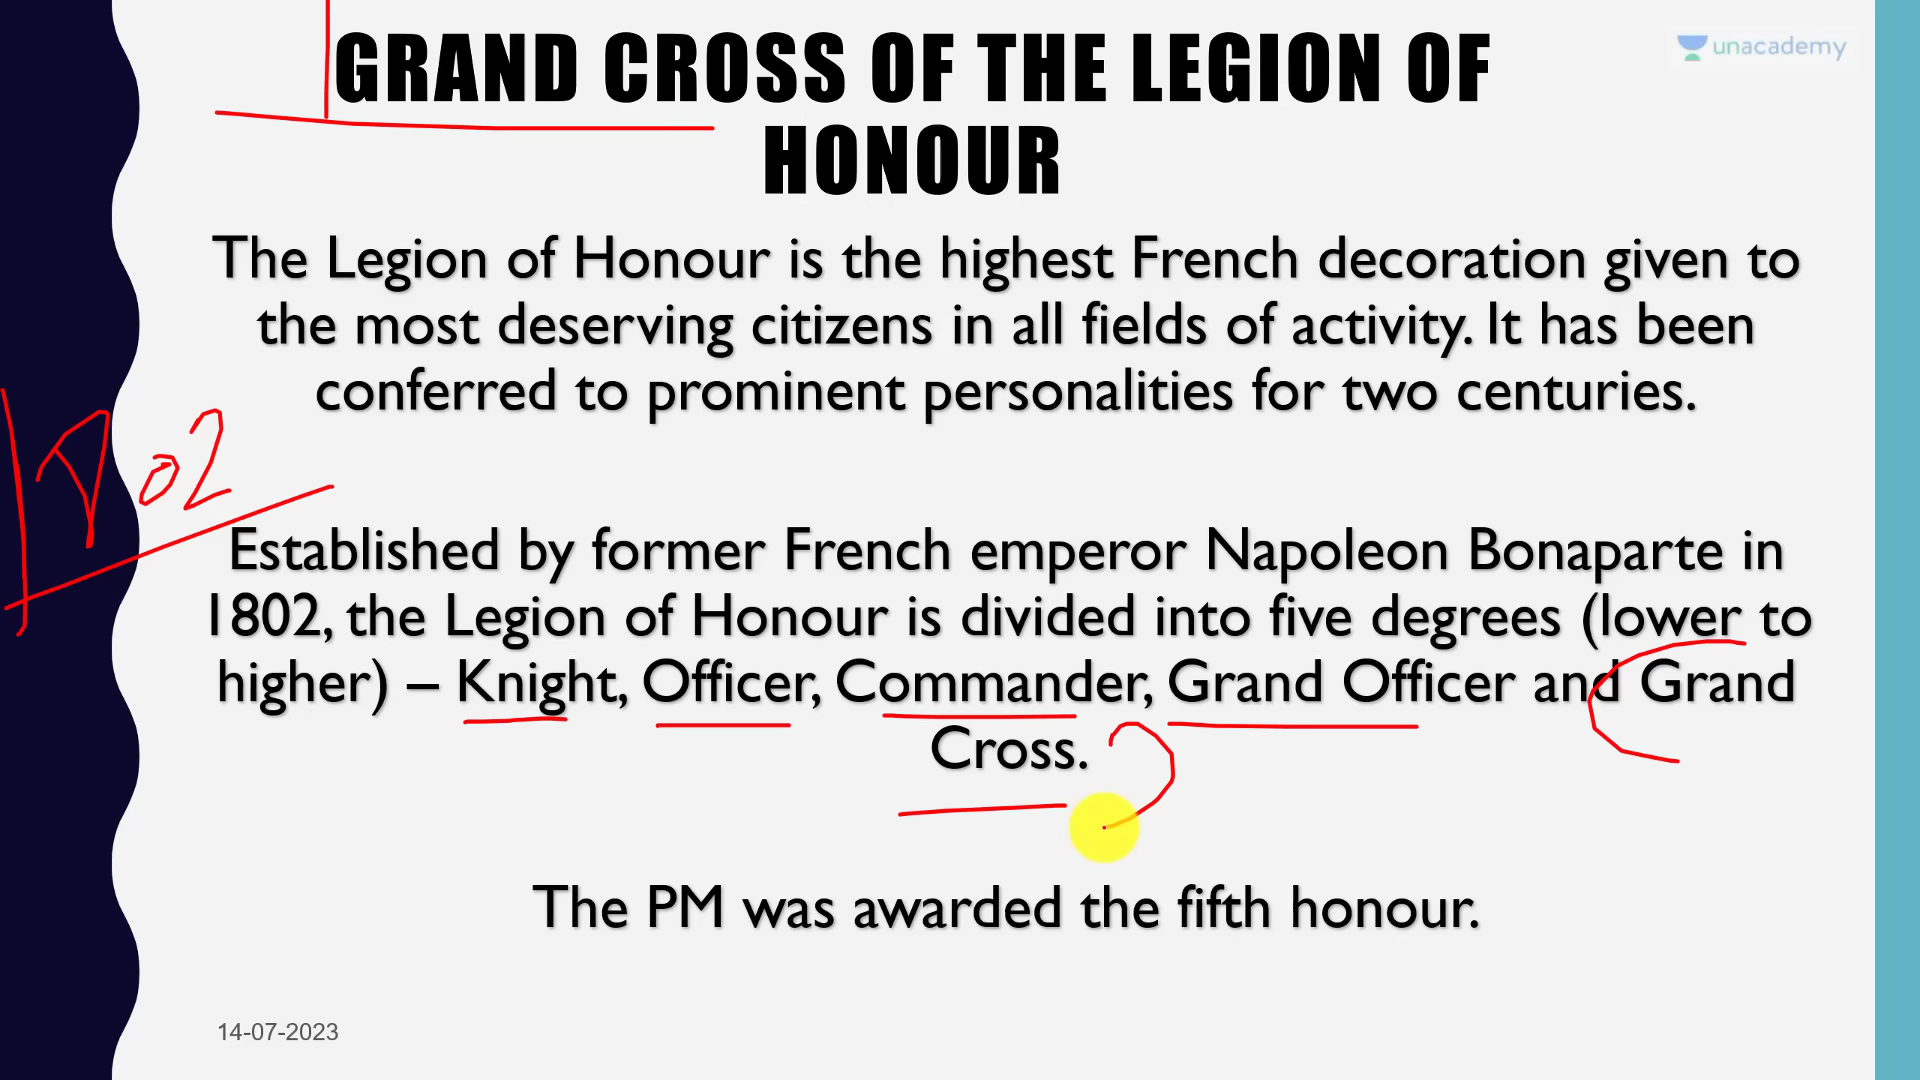 GRAND CROSS OF THE LEGION OF
HONOUR
unacademy
The Legion of Honour is the highest French decoration given to
the most deserving citizens in all fields of activity. It has been
conferred to prominent personalities for two centuries.
1802
Established by former French emperor Napoleon Bonaparte in
1802, the Legion of Honour is divided into five degrees (lower to
higher) – Knight, Officer, Commander, Grand Officer and Grand
Cross.
The PM was awarded the fifth honour.
14-07-2023